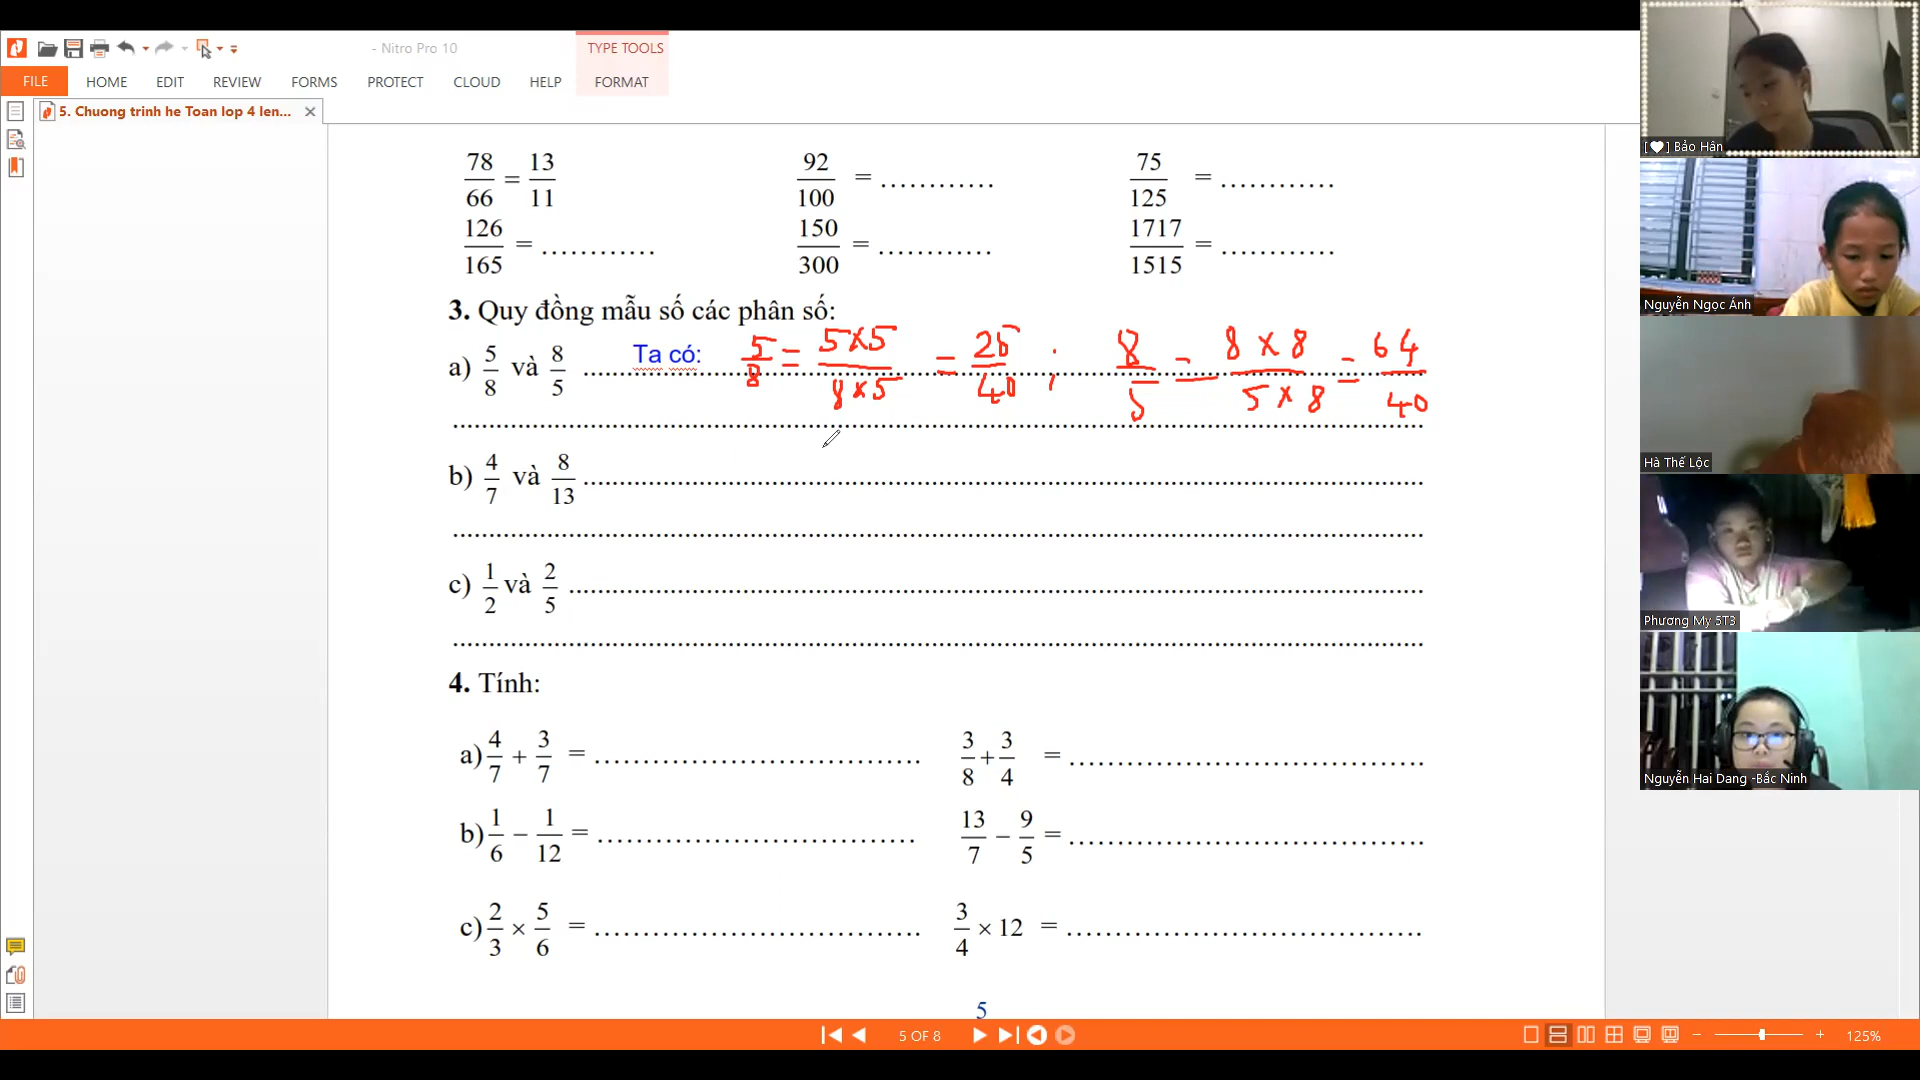 - Nitro Pro 10
TYPE TOOLS
FILE HOME EDIT REVIEW FORMS PROTECT CLOUD HELP FORMAT
5. Chuong trinh he Toan lop 4 len...
78/66 = 13/11 92/100 = ............ 75/125 = ............
126/165 = ............ 150/300 = ............ 1717/1515 = ............
3. Quy đồng mẫu số các phân số:
a) 5/8 và 8/5 ..... Ta có: 5/8 = 5×5/8×5 = 25/40 ; 8/5 = 8×8/5×8 = 64/40
b) 4/7 và 8/13 ............
c) 1/2 và 2/5 ............
4. Tính:
a) 4/7 + 3/7 = ............ 3/8 + 3/4 = ............
b) 1/6 − 1/12 = ............ 13/7 − 9/5 = ............
c) 2/3 × 5/6 = ............ 3/4 × 12 = ............
5
5 OF 8
125%
[♥] Bảo Hân
Nguyễn Ngọc Ánh
Hà Thế Lộc
Phương My 5T3
Nguyễn Hai Dang -Bắc Ninh